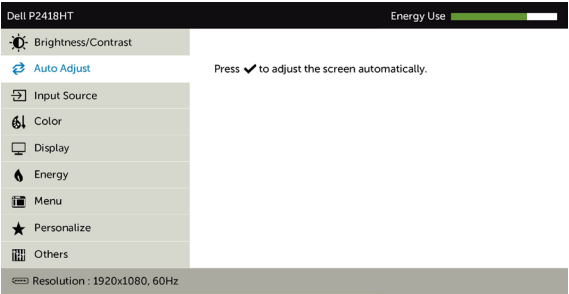 Dell P2418HT
Energy Use
Brightness/Contrast
Auto Adjust
Press ✔ to adjust the screen automatically.
Input Source
Color
Display
Energy
Menu
Personalize
Others
Resolution : 1920x1080, 60Hz